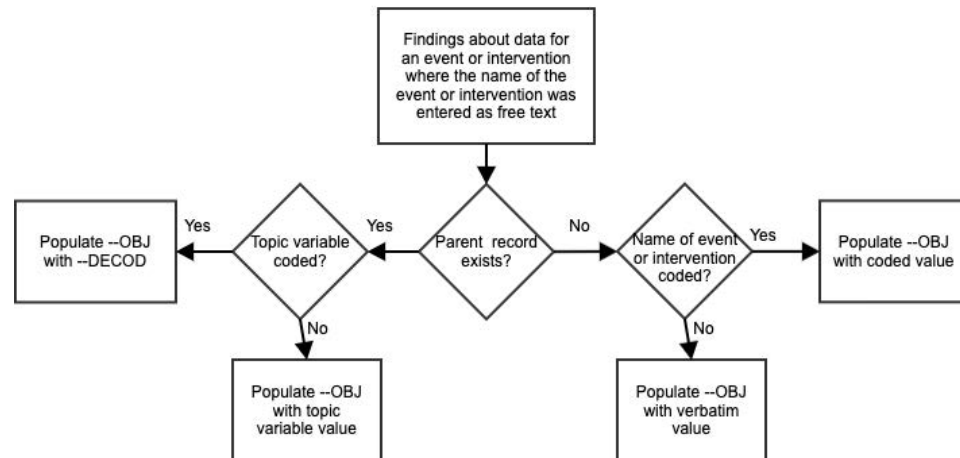 Findings about data for
an event or intervention
where the name of the
event or intervention was
entered as free text
Yes
Yes
No
Yes
Populate --OBJ
with --DECOD
Topic variable
coded?
Parent record
exists?
Name of event
or intervention
coded?
Populate --OBJ
with coded value
No
No
Populate --OBJ
with topic
variable value
Populate --OBJ
with verbatim
value